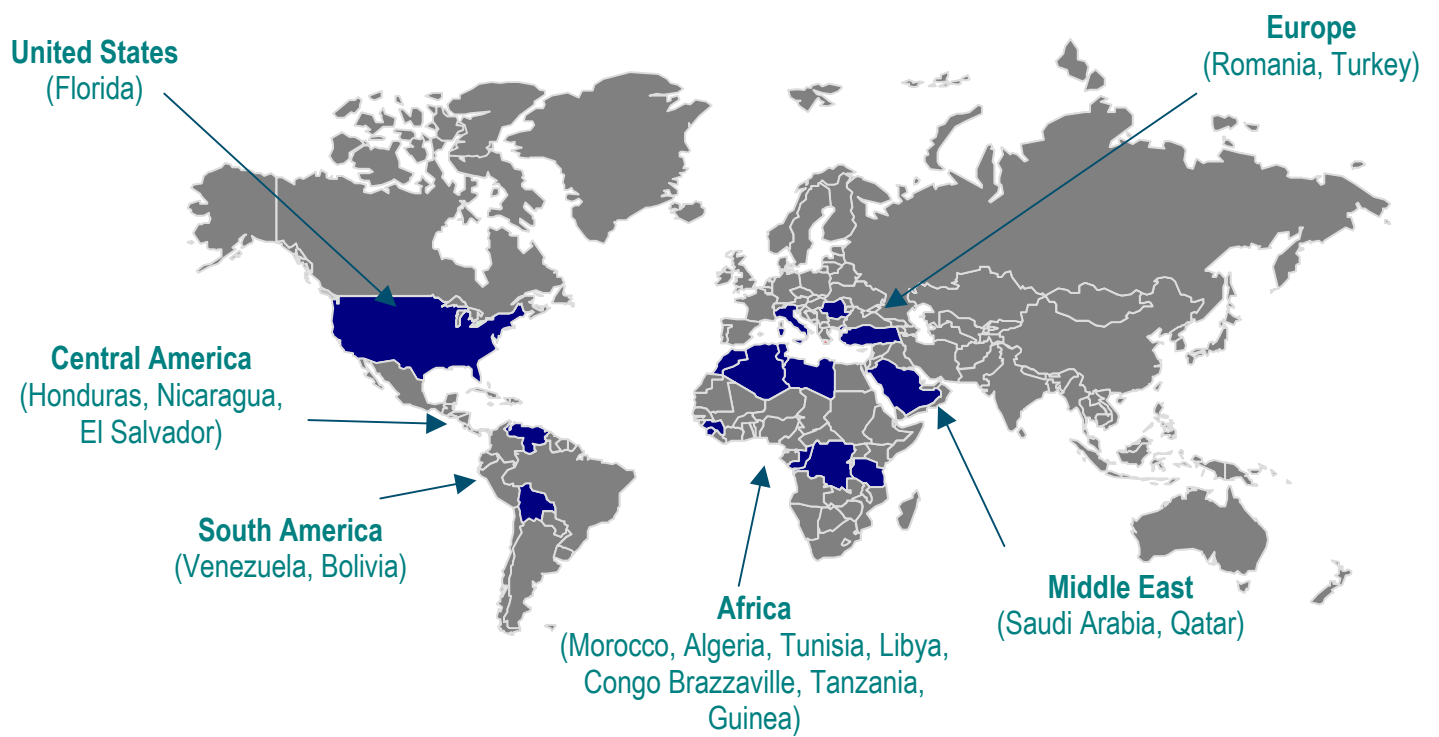 United States
(Florida)
Europe
(Romania, Turkey)
Central America
(Honduras, Nicaragua,
El Salvador)
South America
(Venezuela, Bolivia)
Africa
(Morocco, Algeria, Tunisia, Libya,
Congo Brazzaville, Tanzania,
Guinea)
Middle East
(Saudi Arabia, Qatar)